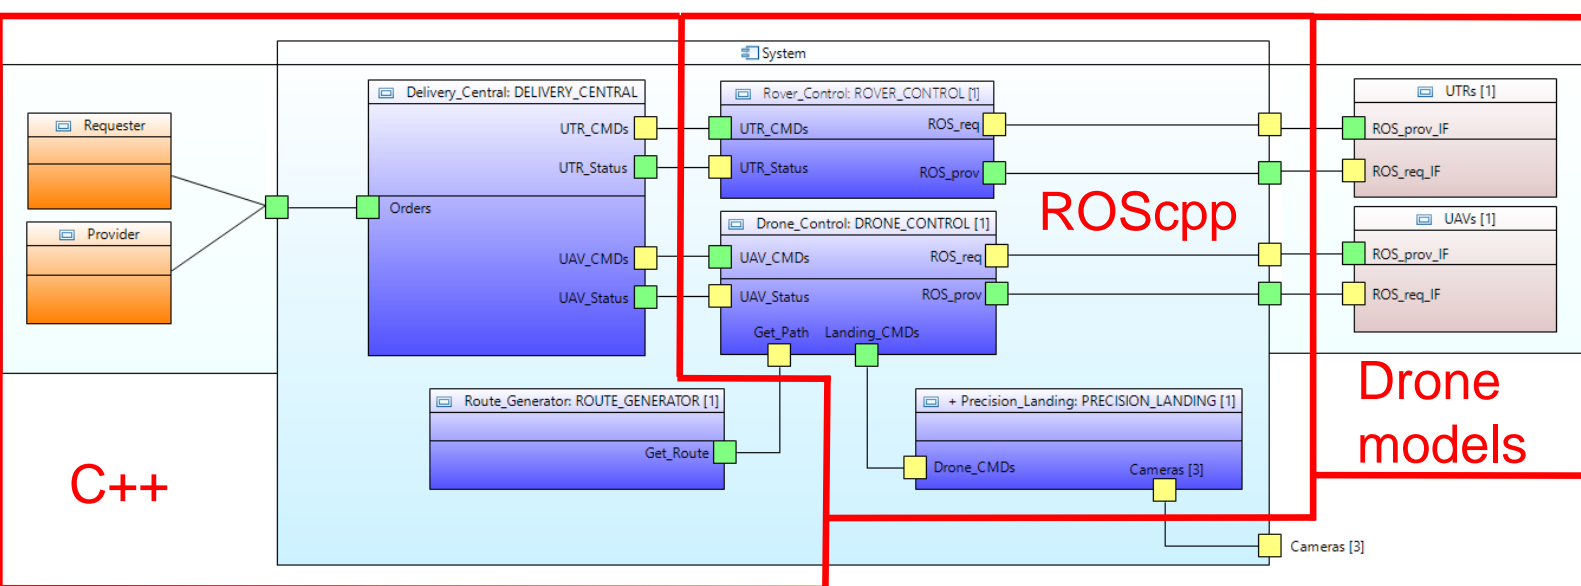 System
Delivery_Central: DELIVERY_CENTRAL
UTR_CMDs
UTR_Status
Orders
UAV_CMDs
UAV_Status
Requester
Provider
Rover_Control: ROVER_CONTROL [1]
UTR_CMDs
ROS_req
UTR_Status
ROS_prov
Drone_Control: DRONE_CONTROL [1]
UAV_CMDs
ROS_req
UAV_Status
ROS_prov
Get_Path
Landing_CMDs
ROScpp
UTRs [1]
ROS_prov_IF
ROS_req_IF
UAVs [1]
ROS_prov_IF
ROS_req_IF
Drone
models
Route_Generator: ROUTE_GENERATOR [1]
Get_Route
+ Precision_Landing: PRECISION_LANDING [1]
Drone_CMDs
Cameras [3]
C++
Cameras [3]